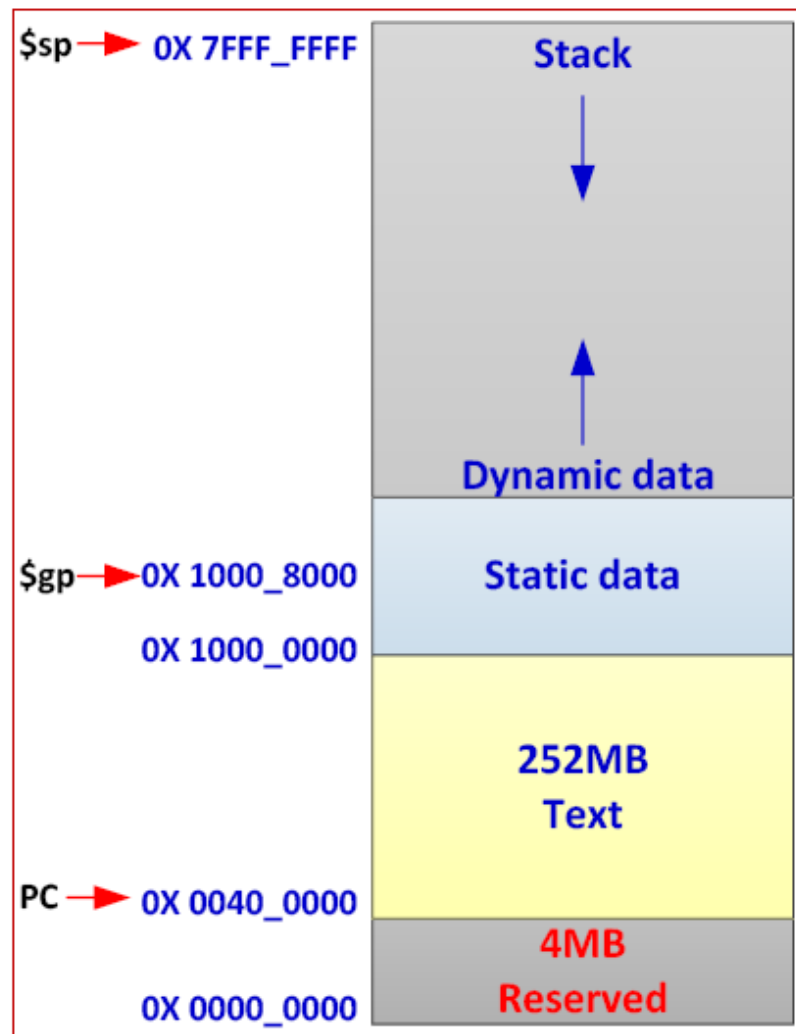 $sp 0X 7FFF_FFFF Stack
Dynamic data
$gp 0X 1000_8000 Static data
0X 1000_0000
252MB
Text
PC 0X 0040_0000
4MB
Reserved
0X 0000_0000